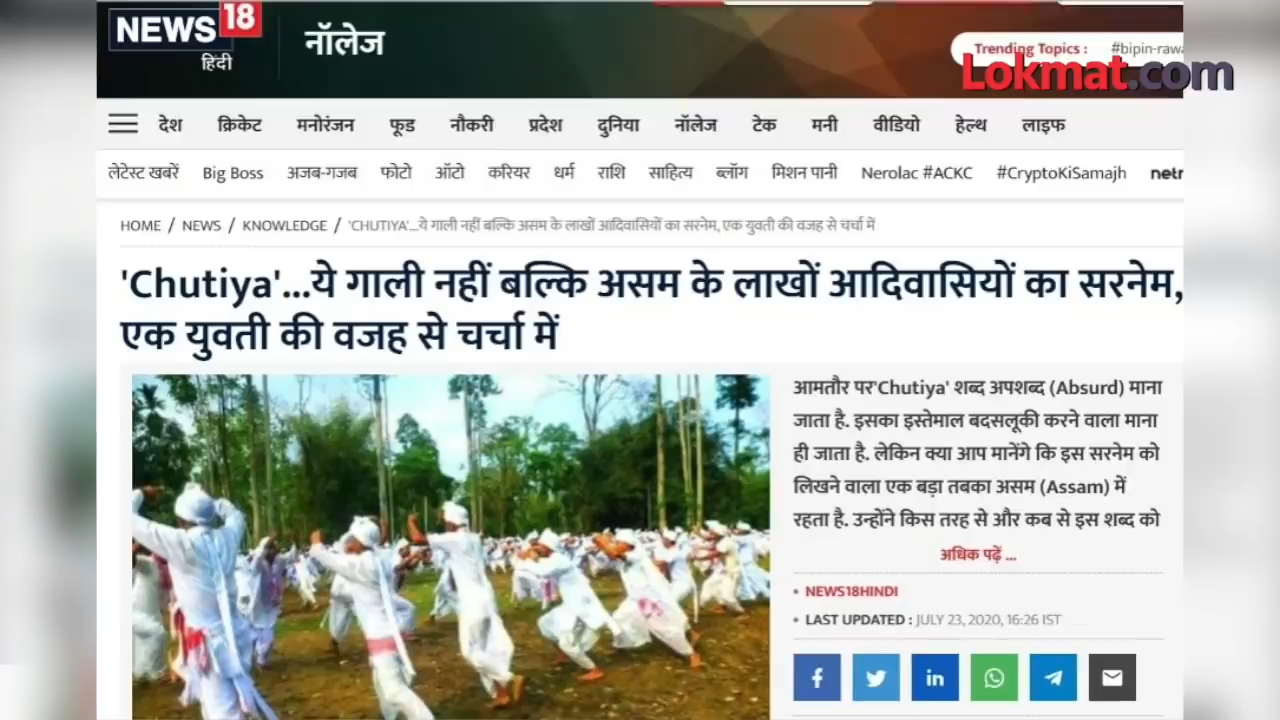 NEWS18
हिंदी
नॉलेज
Trending Topics :
Lokmat.com
देश क्रिकेट मनोरंजन फूड नौकरी प्रदेश दुनिया नॉलेज टेक मनी वीडियो हेल्थ लाइफ
लेटेस्ट खबरें Big Boss अजब-गजब फोटो ऑटो करियर धर्म राशि साहित्य ब्लॉग मिशन पानी Nerolac #ACKC #CryptoKiSamajh
HOME / NEWS / KNOWLEDGE / 'CHUTIYA'...ये गाली नहीं बल्कि असम के लाखों आदिवासियों का सरनेम, एक युवती की वजह से चर्चा में
'Chutiya'...ये गाली नहीं बल्कि असम के लाखों आदिवासियों का सरनेम,
एक युवती की वजह से चर्चा में
आमतौर पर'Chutiya' शब्द अपशब्द (Absurd) माना
जाता है. इसका इस्तेमाल बदसलूकी करने वाला माना
ही जाता है. लेकिन क्या आप मानेंगे कि इस सरनेम को
लिखने वाला एक बड़ा तबका असम (Assam) में
रहता है. उन्होंने किस तरह से और कब से इस शब्द को
अधिक पढ़ें ...
NEWS18HINDI
LAST UPDATED : JULY 23, 2020, 16:26 IST